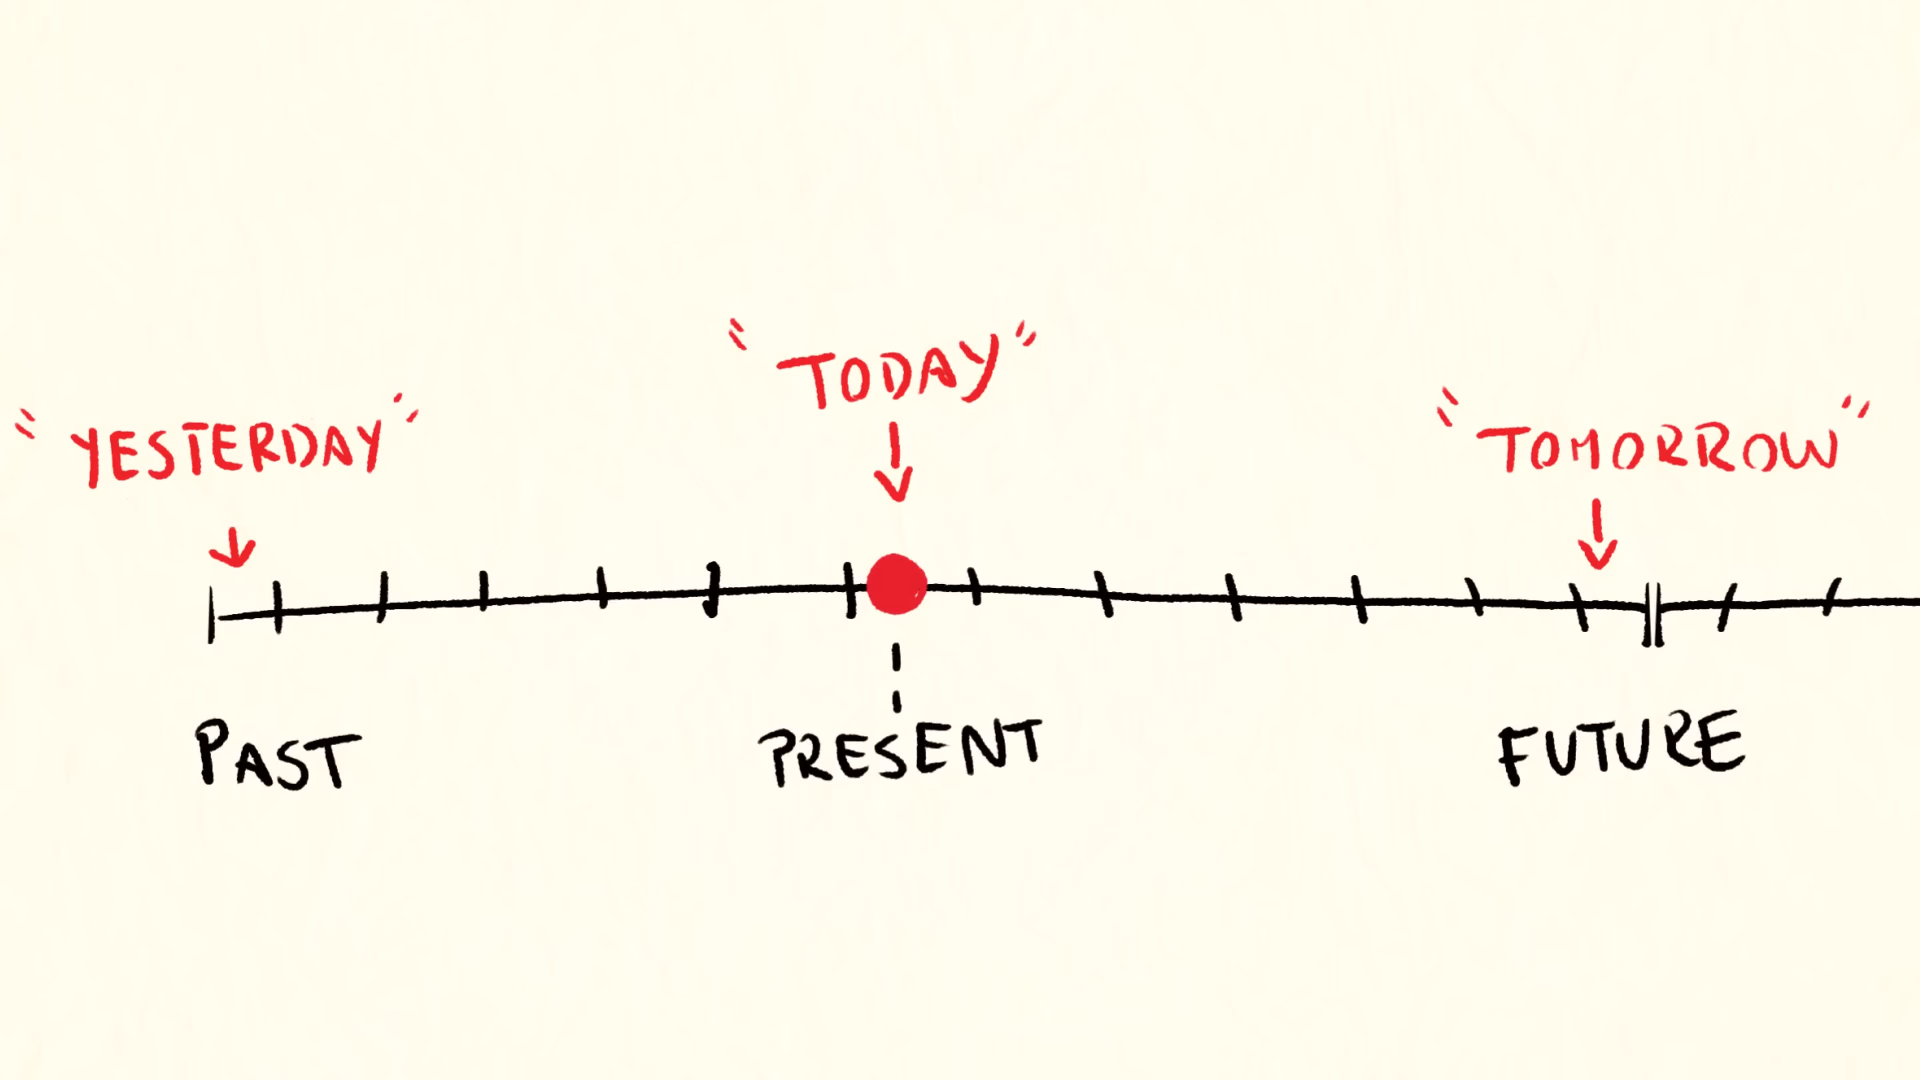 "TODAY"
"YESTERDAY"
"TOMORROW"
PAST
PRESENT
FUTURE